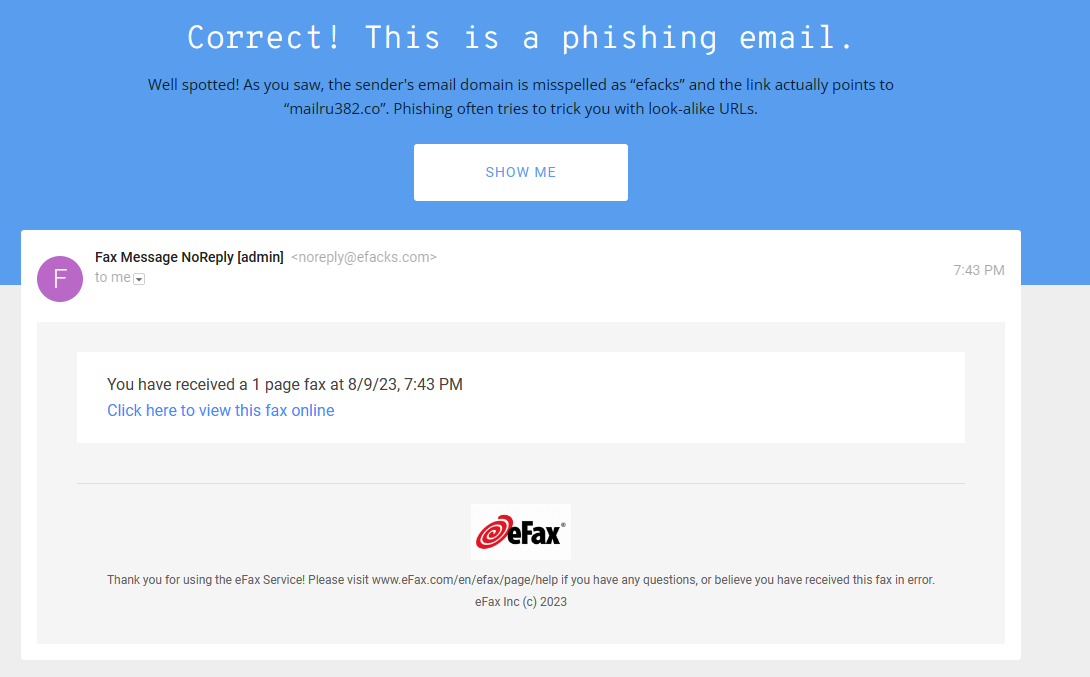 Correct! This is a phishing email.
Well spotted! As you saw, the sender's email domain is misspelled as “efacks” and the link actually points to
“mailru382.co”. Phishing often tries to trick you with look-alike URLs.
SHOW ME
F
Fax Message NoReply [admin] <noreply@efacks.com>
to me
7:43 PM
You have received a 1 page fax at 8/9/23, 7:43 PM
Click here to view this fax online
eFax®
Thank you for using the eFax Service! Please visit www.eFax.com/en/efax/page/help if you have any questions, or believe you have received this fax in error.
eFax Inc (c) 2023